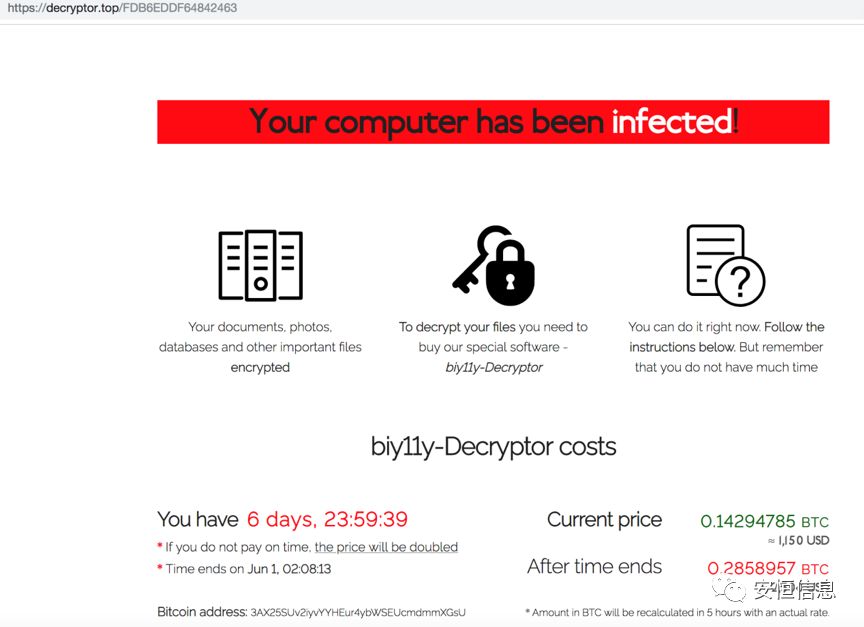 https://decryptor.top/FDB6EDDF64842463
Your computer has been infected!
Your documents, photos,
databases and other important files
encrypted
To decrypt your files you need to
buy our special software -
biy11y-Decryptor
You can do it right now. Follow the
instructions below. But remember
that you do not have much time
biy11y-Decryptor costs
You have 6 days, 23:59:39
* If you do not pay on time, the price will be doubled
* Time ends on Jun 1, 02:08:13
Current price 0.14294785 BTC
≈ 1,150 USD
After time ends 0.2858957 BTC
安恒信息
Bitcoin address: 3AX25SUv2iyvYYHEur4ybWSEUcmdmmXGsU
* Amount in BTC will be recalculated in 5 hours with an actual rate.